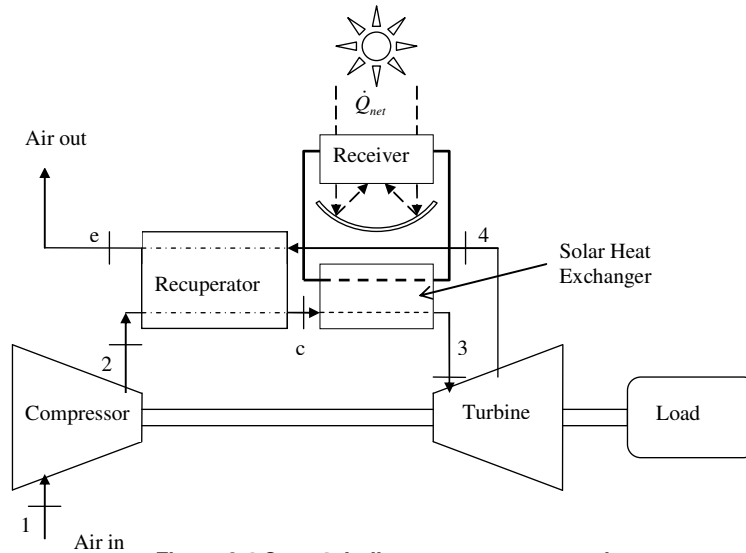 Q̇net
Air out
Receiver
e
4
Solar Heat
Exchanger
Recuperator
c
2
3
Compressor
Turbine
Load
1
Air in